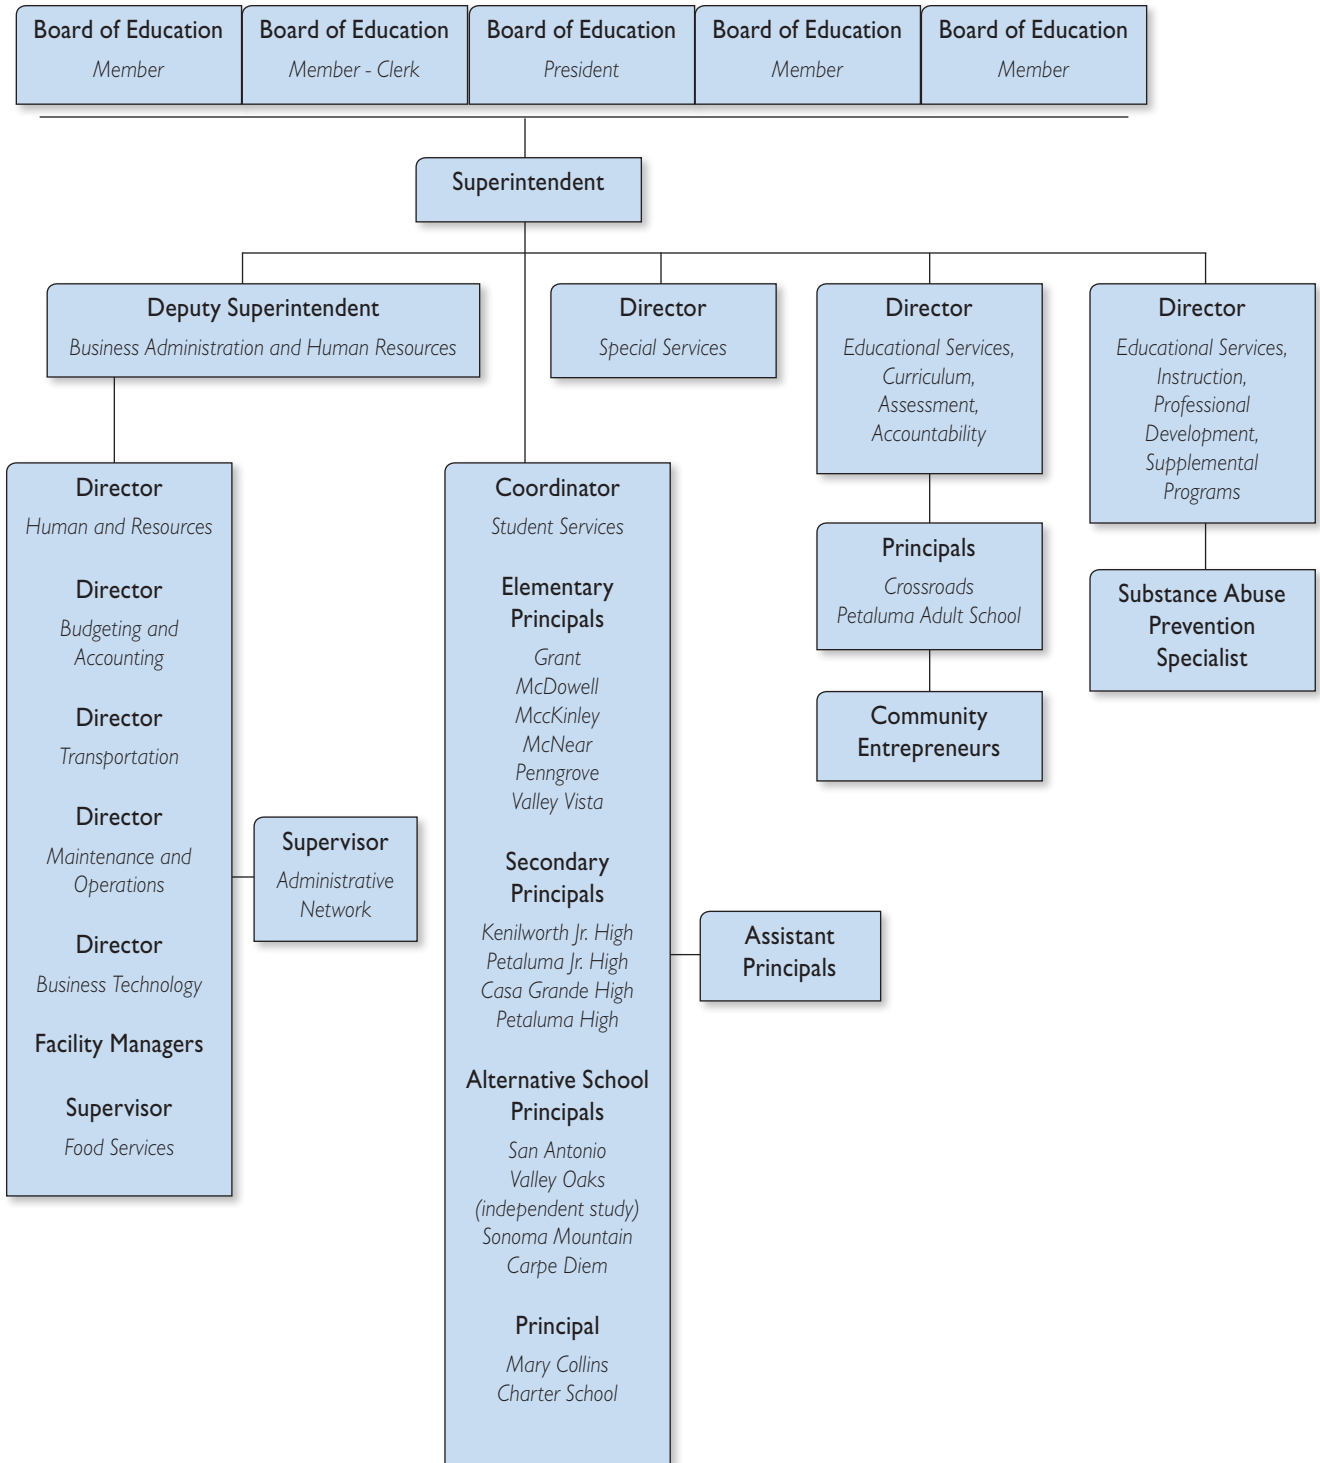 Board of Education
Member
Board of Education
Member - Clerk
Board of Education
President
Board of Education
Member
Board of Education
Member
Superintendent
Deputy Superintendent
Business Administration and Human Resources
Director
Special Services
Director
Educational Services,
Curriculum,
Assessment,
Accountability
Director
Educational Services,
Instruction,
Professional
Development,
Supplemental
Programs
Director
Human and Resources
Director
Budgeting and
Accounting
Director
Transportation
Director
Maintenance and
Operations
Director
Business Technology
Facility Managers
Supervisor
Food Services
Supervisor
Administrative
Network
Coordinator
Student Services
Elementary
Principals
Grant
McDowell
MccKinley
McNear
Penngrove
Valley Vista
Secondary
Principals
Kenilworth Jr. High
Petaluma Jr. High
Casa Grande High
Petaluma High
Alternative School
Principals
San Antonio
Valley Oaks
(independent study)
Sonoma Mountain
Carpe Diem
Principal
Mary Collins
Charter School
Assistant
Principals
Principals
Crossroads
Petaluma Adult School
Community
Entrepreneurs
Substance Abuse
Prevention
Specialist